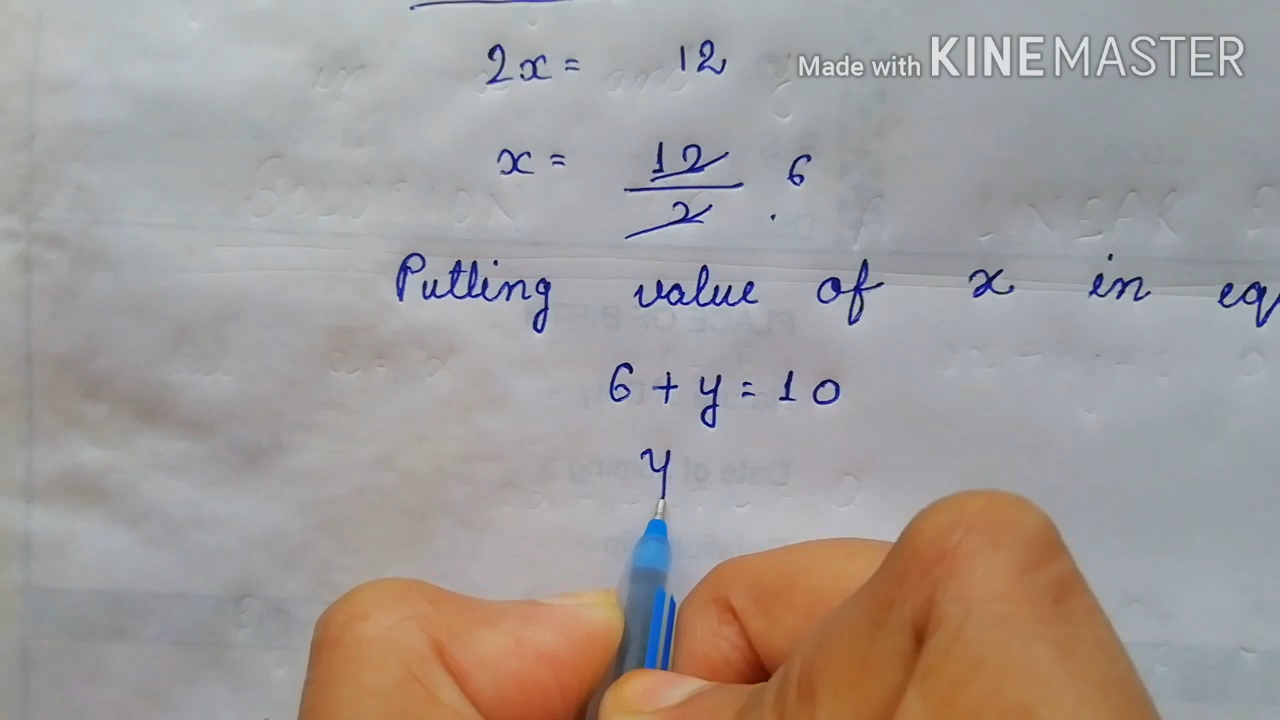 2x = 12
Made with KINEMASTER
x = 12/2 6
Putting value of x in eq
6 + y = 10
y